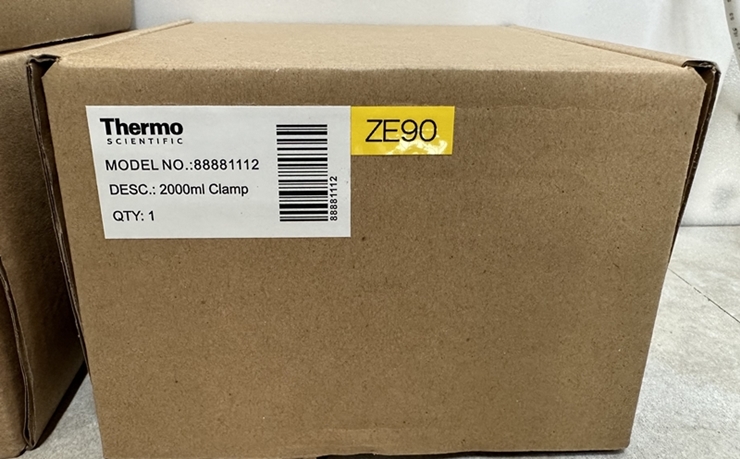 Thermo
SCIENTIFIC
MODEL NO.:88881112
DESC.: 2000ml Clamp
QTY: 1
88881112
ZE90